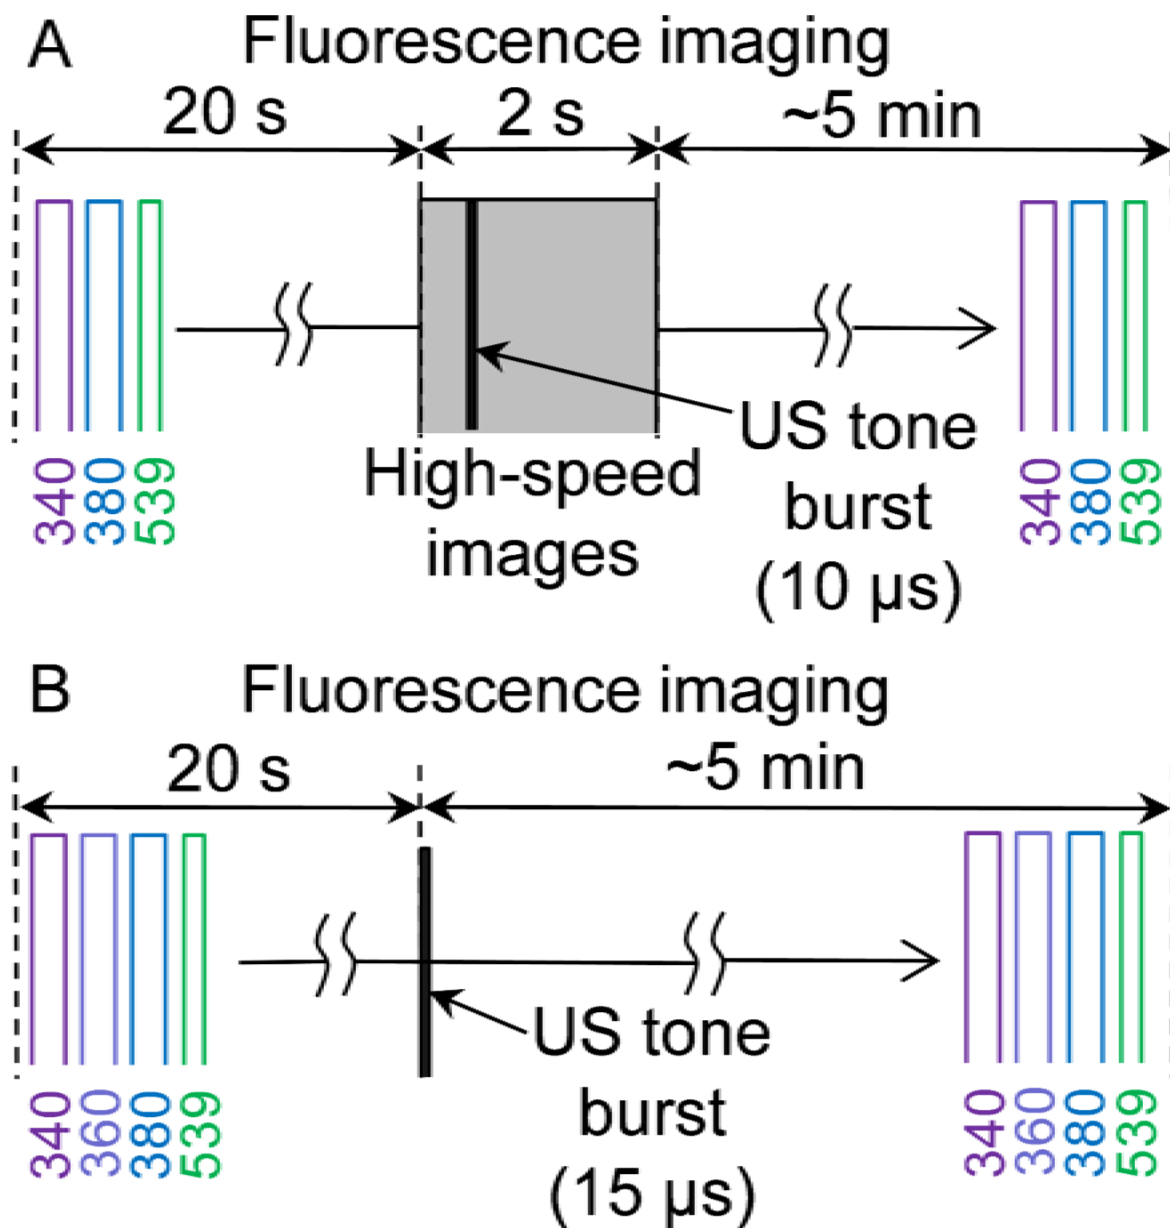 A
Fluorescence imaging
20 s
2 s
~5 min
340
380
539
High-speed
images
US tone
burst
(10 µs)
340
380
539
B
Fluorescence imaging
20 s
~5 min
340
360
380
539
US tone
burst
(15 µs)
340
360
380
539